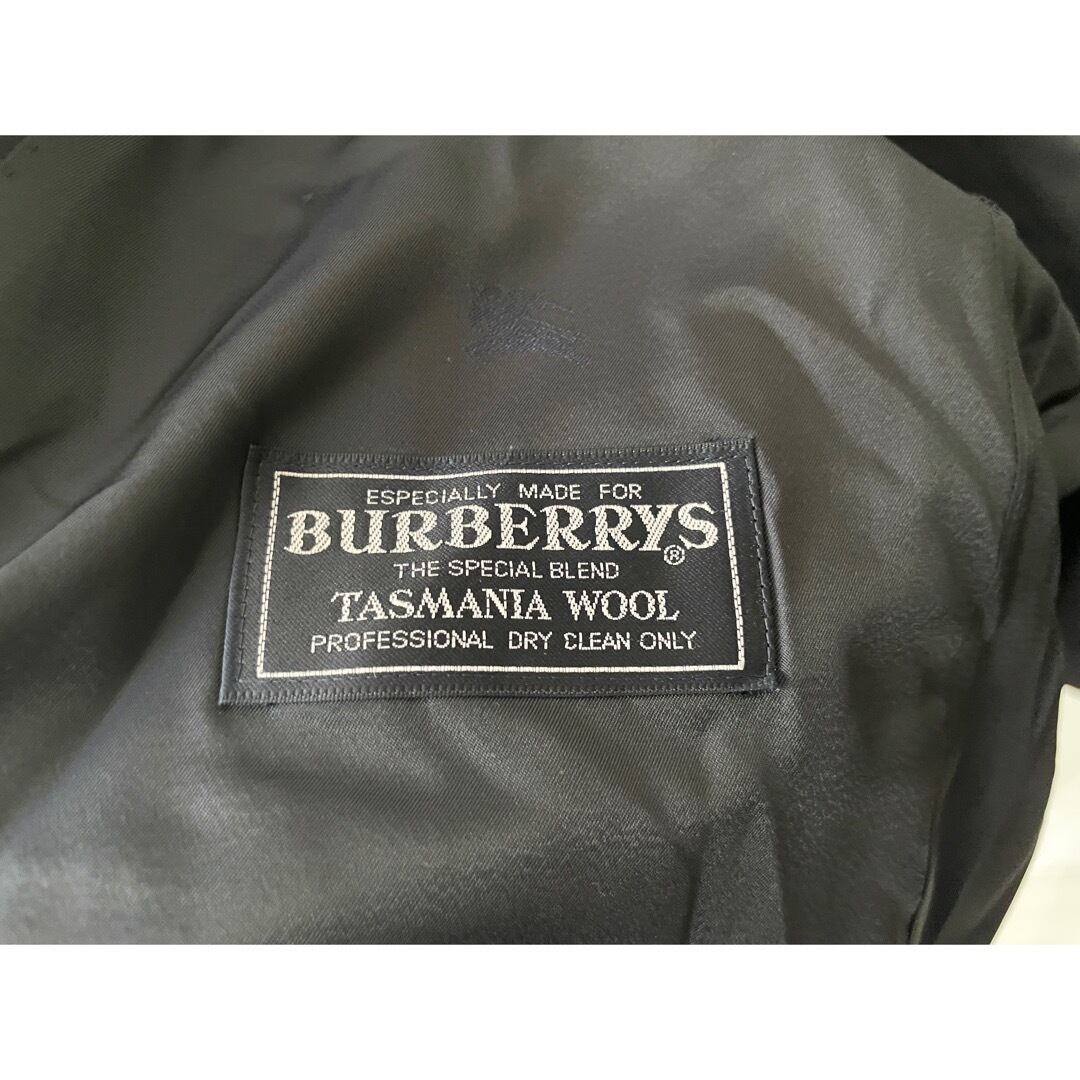 ESPECIALLY MADE FOR
BURBERRYS®
THE SPECIAL BLEND
TASMANIA WOOL
PROFESSIONAL DRY CLEAN ONLY